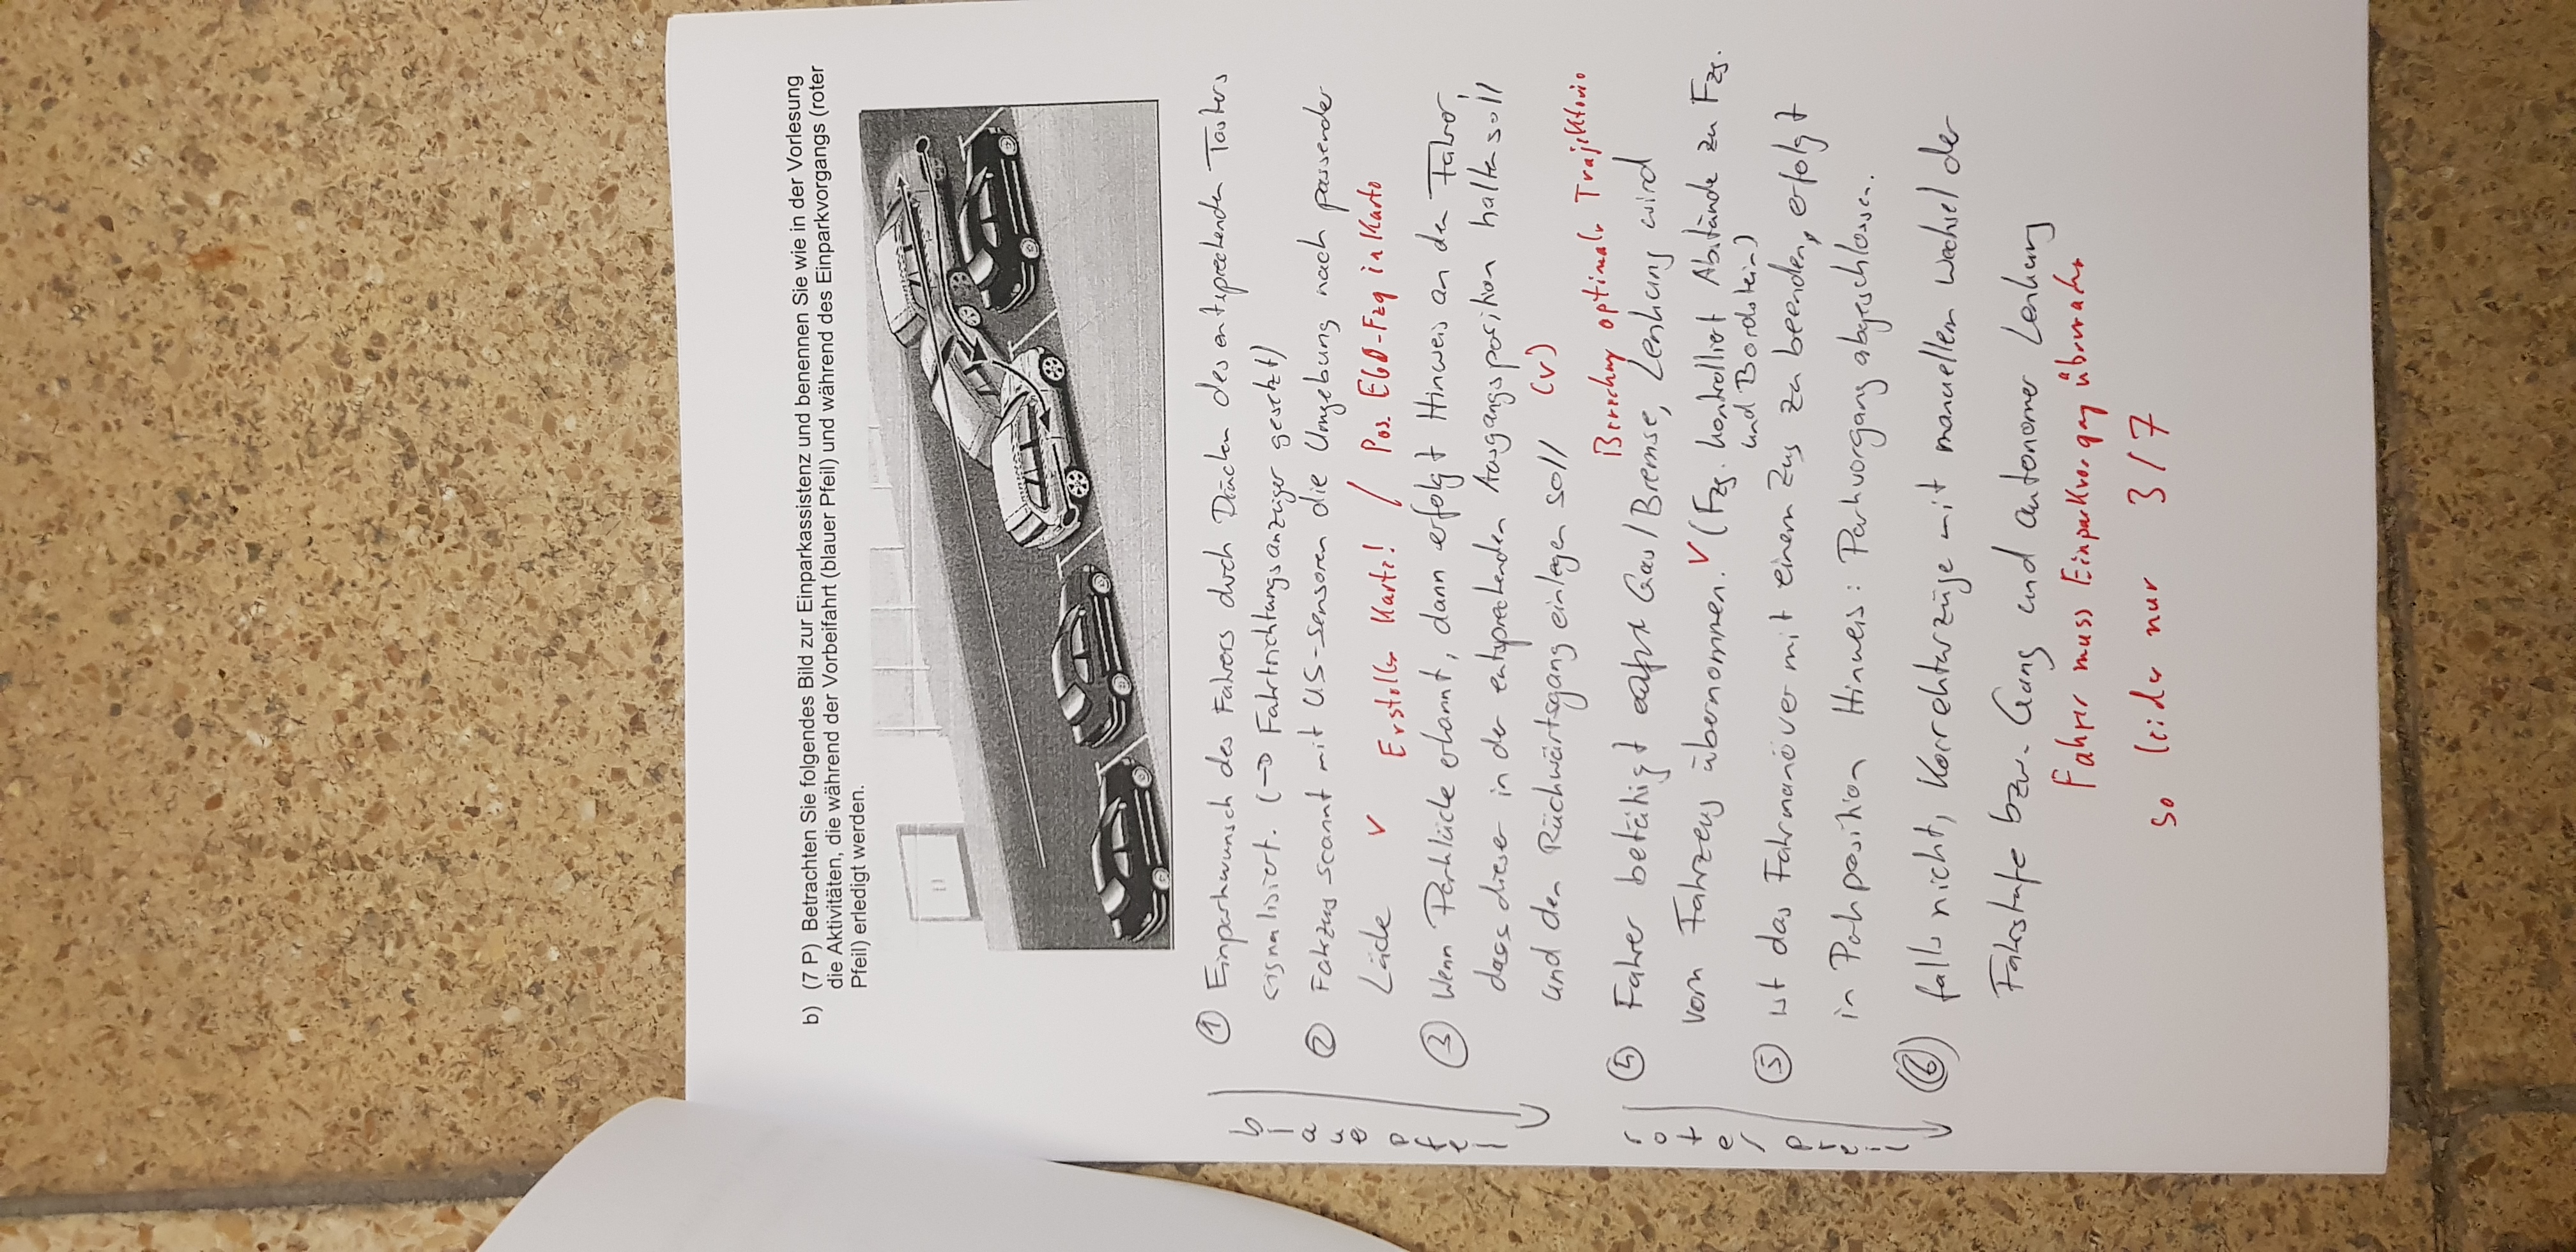 b) (7 P) Betrachten Sie folgendes Bild zur Einparkassistenz und benennen Sie wie in der Vorlesung
die Aktivitäten, die während der Vorbeifahrt (blauer Pfeil) und während des Einparkvorgangs (roter
Pfeil) erledigt werden.
blauer Pfeil
① Einparkwunsch des Fahrers durch Drücken des entsprechenden Tasters
signalisiert. (→ Fahrtrichtungsanzeiger gesetzt)
② Fahrzeug scannt mit US-Sensoren die Umgebung nach passender
Lücke ✓ Erstellen Karte! / Pos. EGO-Fzg in Karte
③ Wenn Parklücke erkannt, dann erfolgt Hinweis an den Fahrer,
dass dieser in der entsprechenden Ausgangsposition halten soll
und den Rückwärtsgang einlegen soll (✓)
Berechnung optimaler Trajektorie
roter Pfeil
④ Fahrer betätigt Gas/Bremse, Lenkung wird
vom Fahrzeug übernommen. ✓ (Fzg. kontrolliert Abstände zu Fzg.
und Bordstein)
⑤ ist das Fahrmanöver mit einem Zug zu beenden, erfolgt
in Parkposition Hinweis: Parkvorgang abgeschlossen.
⑥ falls nicht, Korrekturzüge mit manuellem Wechsel der
Fahrstufe bzw. Gang und autonomer Lenkung
Fahrer muss Einparkvorgang überwachen
so leider nur 3/7